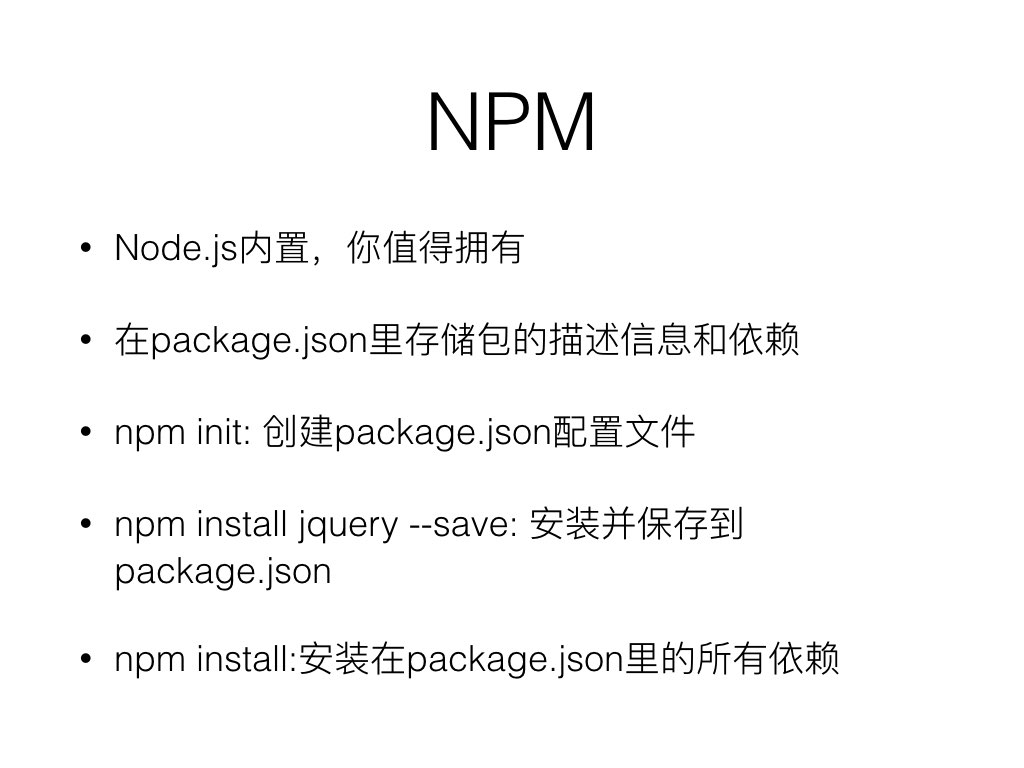 NPM
• Node.js内置，你值得拥有
• 在package.json里存储包的描述信息和依赖
• npm init: 创建package.json配置文件
• npm install jquery --save: 安装并保存到
package.json
• npm install:安装在package.json里的所有依赖